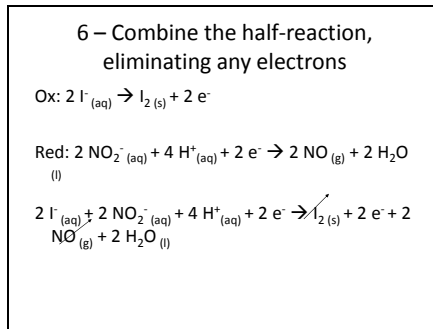 6 – Combine the half-reaction,
eliminating any electrons
Ox: 2 I⁻ (aq) → I₂ (s) + 2 e⁻
Red: 2 NO₂⁻ (aq) + 4 H⁺(aq) + 2 e⁻ → 2 NO (g) + 2 H₂O
(l)
2 I⁻ (aq) + 2 NO₂⁻ (aq) + 4 H⁺ (aq) + 2 e⁻ → I₂ (s) + 2 e⁻ + 2
NO (g) + 2 H₂O (l)